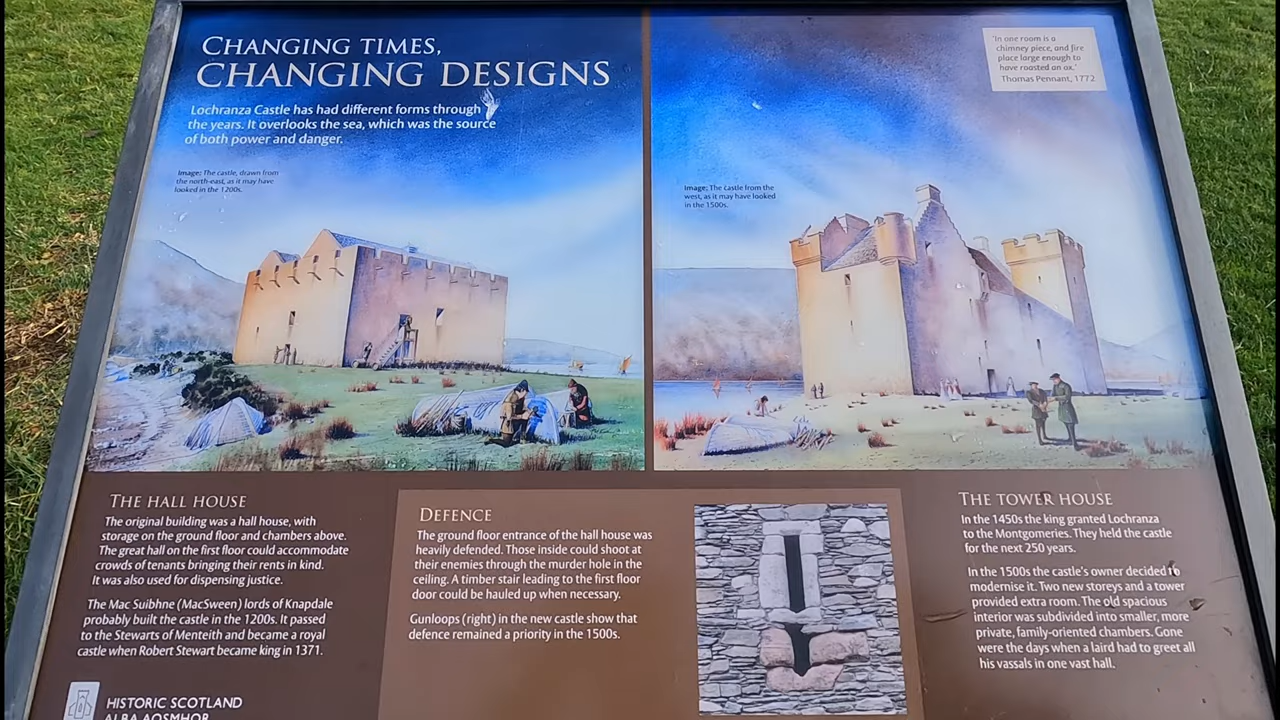 CHANGING TIMES,
CHANGING DESIGNS
Lochranza Castle has had different forms through
the years. It overlooks the sea, which was the source
of both power and danger.
Image: The castle, drawn from
the north-east, as it may have
looked in the 1200s.
'In one room is a
chimney piece, and fire
place large enough to
have roasted an ox.'
Thomas Pennant, 1772
Image: The castle from the
west, as it may have looked
in the 1500s.
THE HALL HOUSE
The original building was a hall house, with
storage on the ground floor and chambers above.
The great hall on the first floor could accommodate
crowds of tenants bringing their rents in kind.
It was also used for dispensing justice.
The Mac Suibhne (MacSween) lords of Knapdale
probably built the castle in the 1200s. It passed
to the Stewarts of Menteith and became a royal
castle when Robert Stewart became king in 1371.
DEFENCE
The ground floor entrance of the hall house was
heavily defended. Those inside could shoot at
their enemies through the murder hole in the
ceiling. A timber stair leading to the first floor
door could be hauled up when necessary.
Gunloops (right) in the new castle show that
defence remained a priority in the 1500s.
THE TOWER HOUSE
In the 1450s the king granted Lochranza
to the Montgomeries. They held the castle
for the next 250 years.
In the 1500s the castle's owner decided to
modernise it. Two new storeys and a tower
provided extra room. The old spacious
interior was subdivided into smaller, more
private, family-oriented chambers. Gone
were the days when a laird had to greet all
his vassals in one vast hall.
HISTORIC SCOTLAND
ALBA AOSMHOR